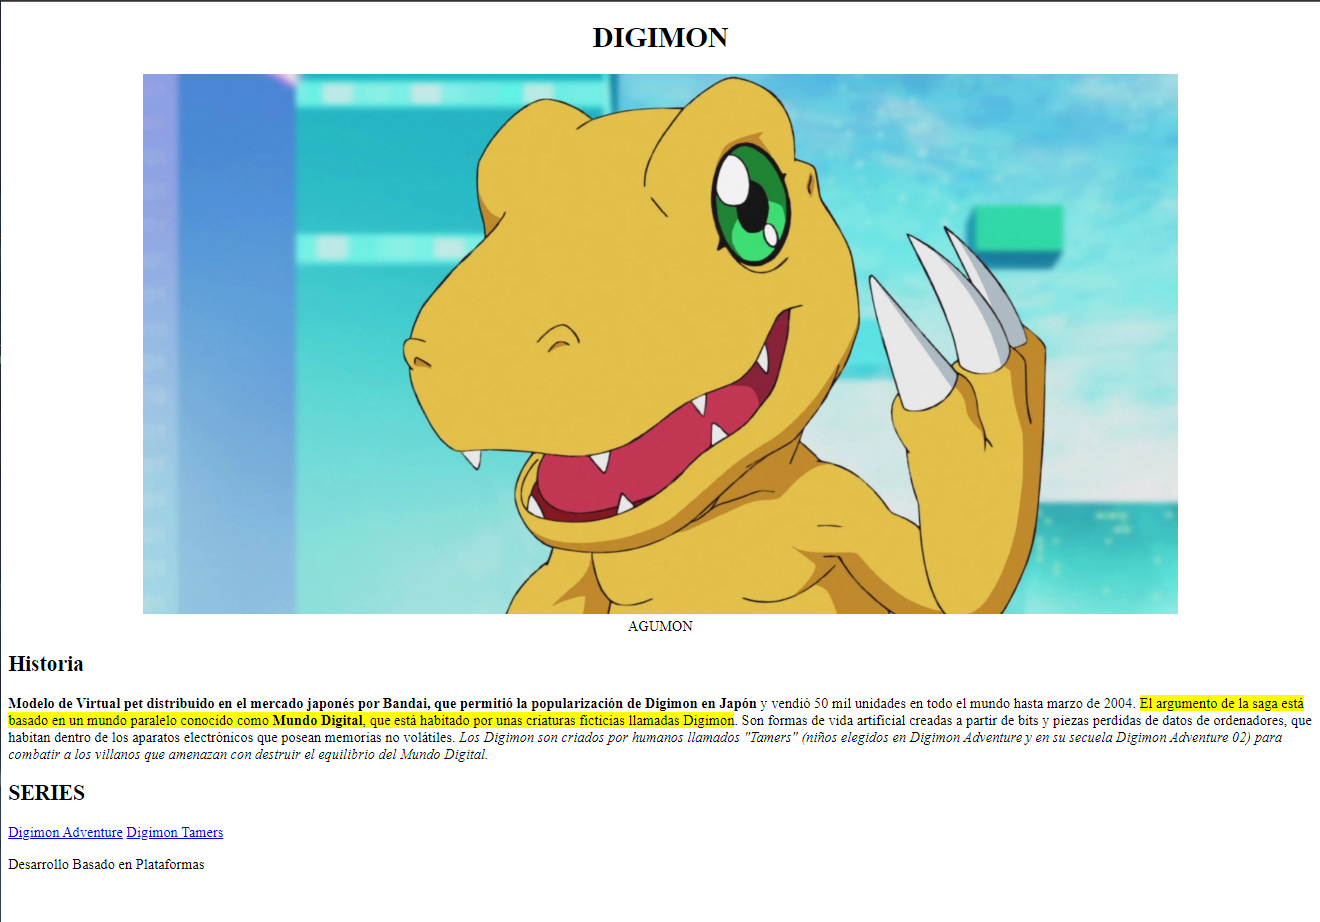 DIGIMON
AGUMON
Historia
Modelo de Virtual pet distribuido en el mercado japonés por Bandai, que permitió la popularización de Digimon en Japón y vendió 50 mil unidades en todo el mundo hasta marzo de 2004. El argumento de la saga está
basado en un mundo paralelo conocido como Mundo Digital, que está habitado por unas criaturas ficticias llamadas Digimon. Son formas de vida artificial creadas a partir de bits y piezas perdidas de datos de ordenadores, que
habitan dentro de los aparatos electrónicos que posean memorias no volátiles. Los Digimon son criados por humanos llamados "Tamers" (niños elegidos en Digimon Adventure y en su secuela Digimon Adventure 02) para
combatir a los villanos que amenazan con destruir el equilibrio del Mundo Digital.
SERIES
Digimon Adventure Digimon Tamers
Desarrollo Basado en Plataformas